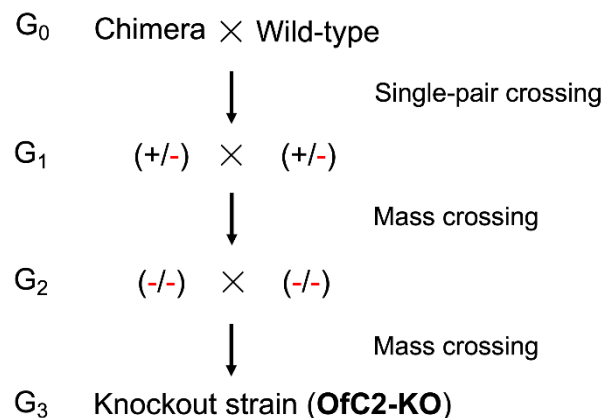 G₀ Chimera × Wild-type
Single-pair crossing
G₁ (+/-) × (+/-)
Mass crossing
G₂ (-/-) × (-/-)
Mass crossing
G₃ Knockout strain (OfC2-KO)